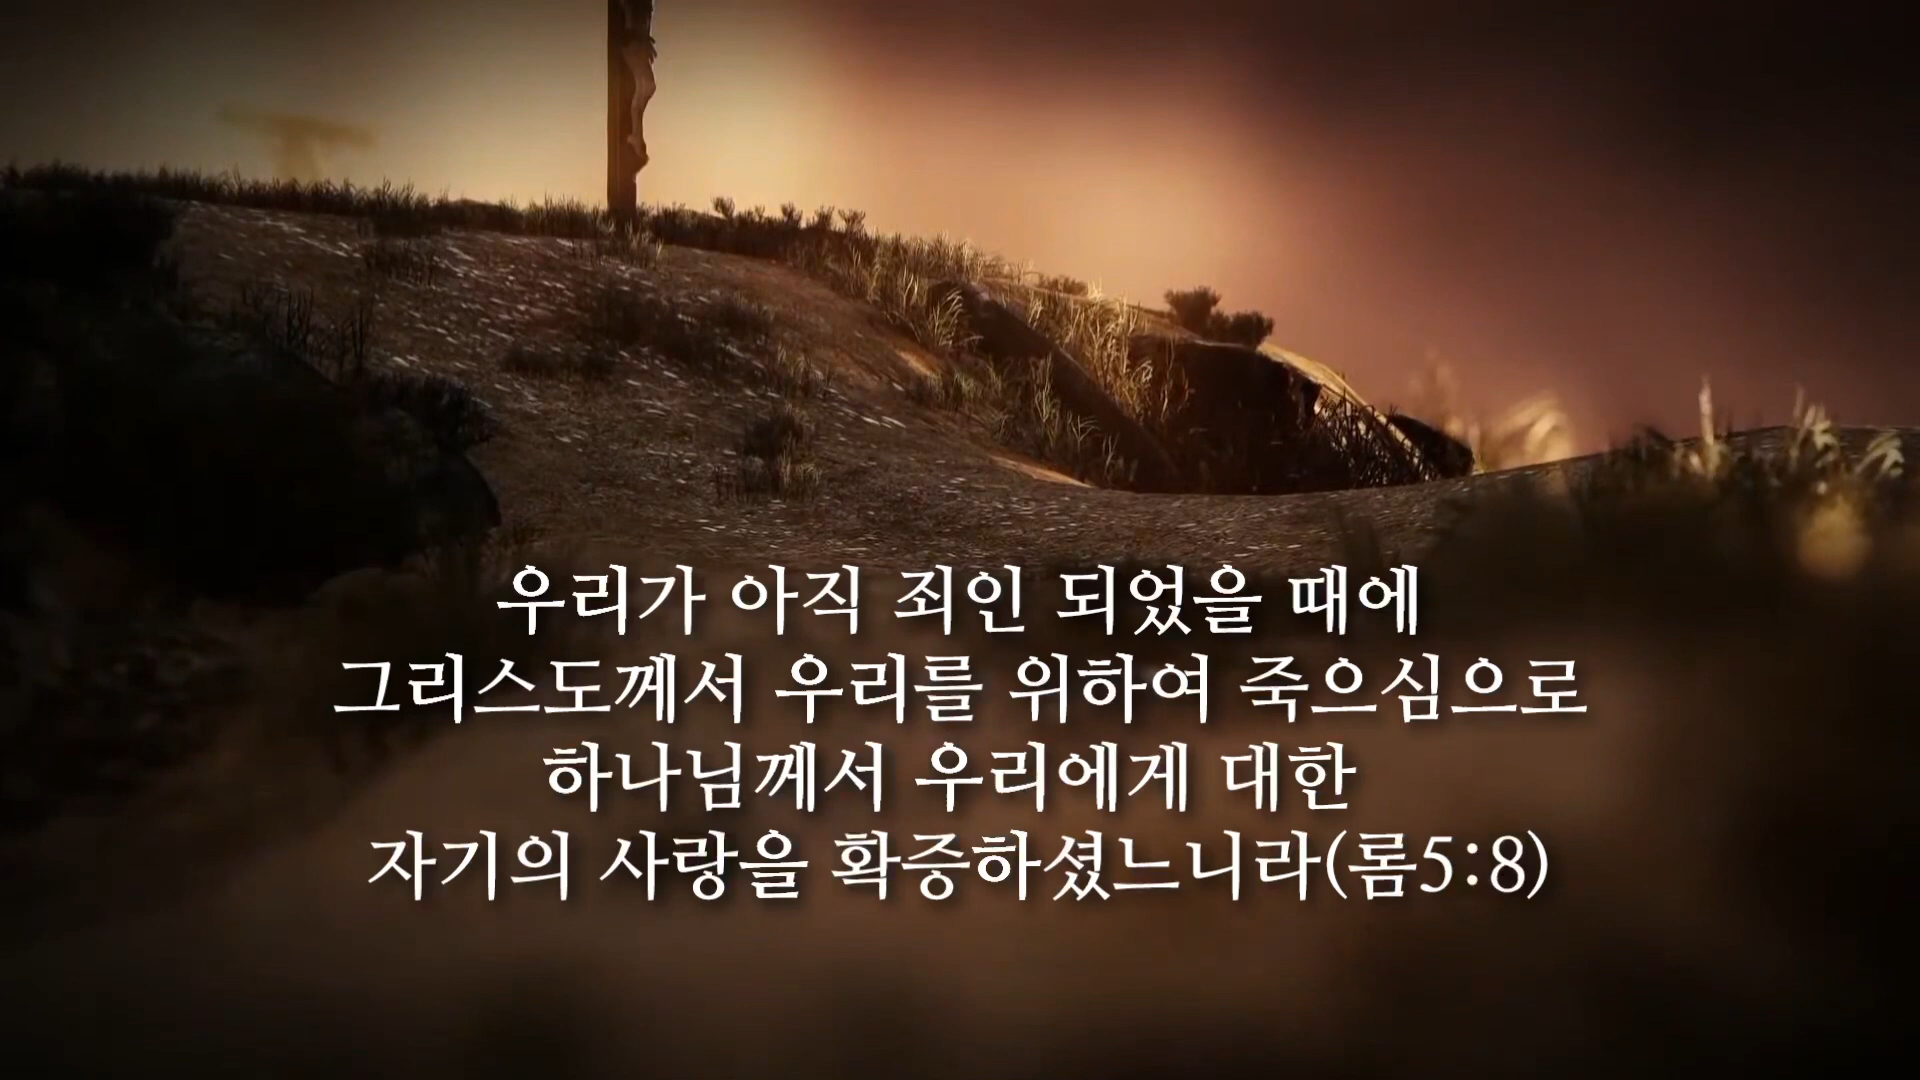 우리가 아직 죄인 되었을 때에
그리스도께서 우리를 위하여 죽으심으로
하나님께서 우리에게 대한
자기의 사랑을 확증하셨느니라(롬5:8)